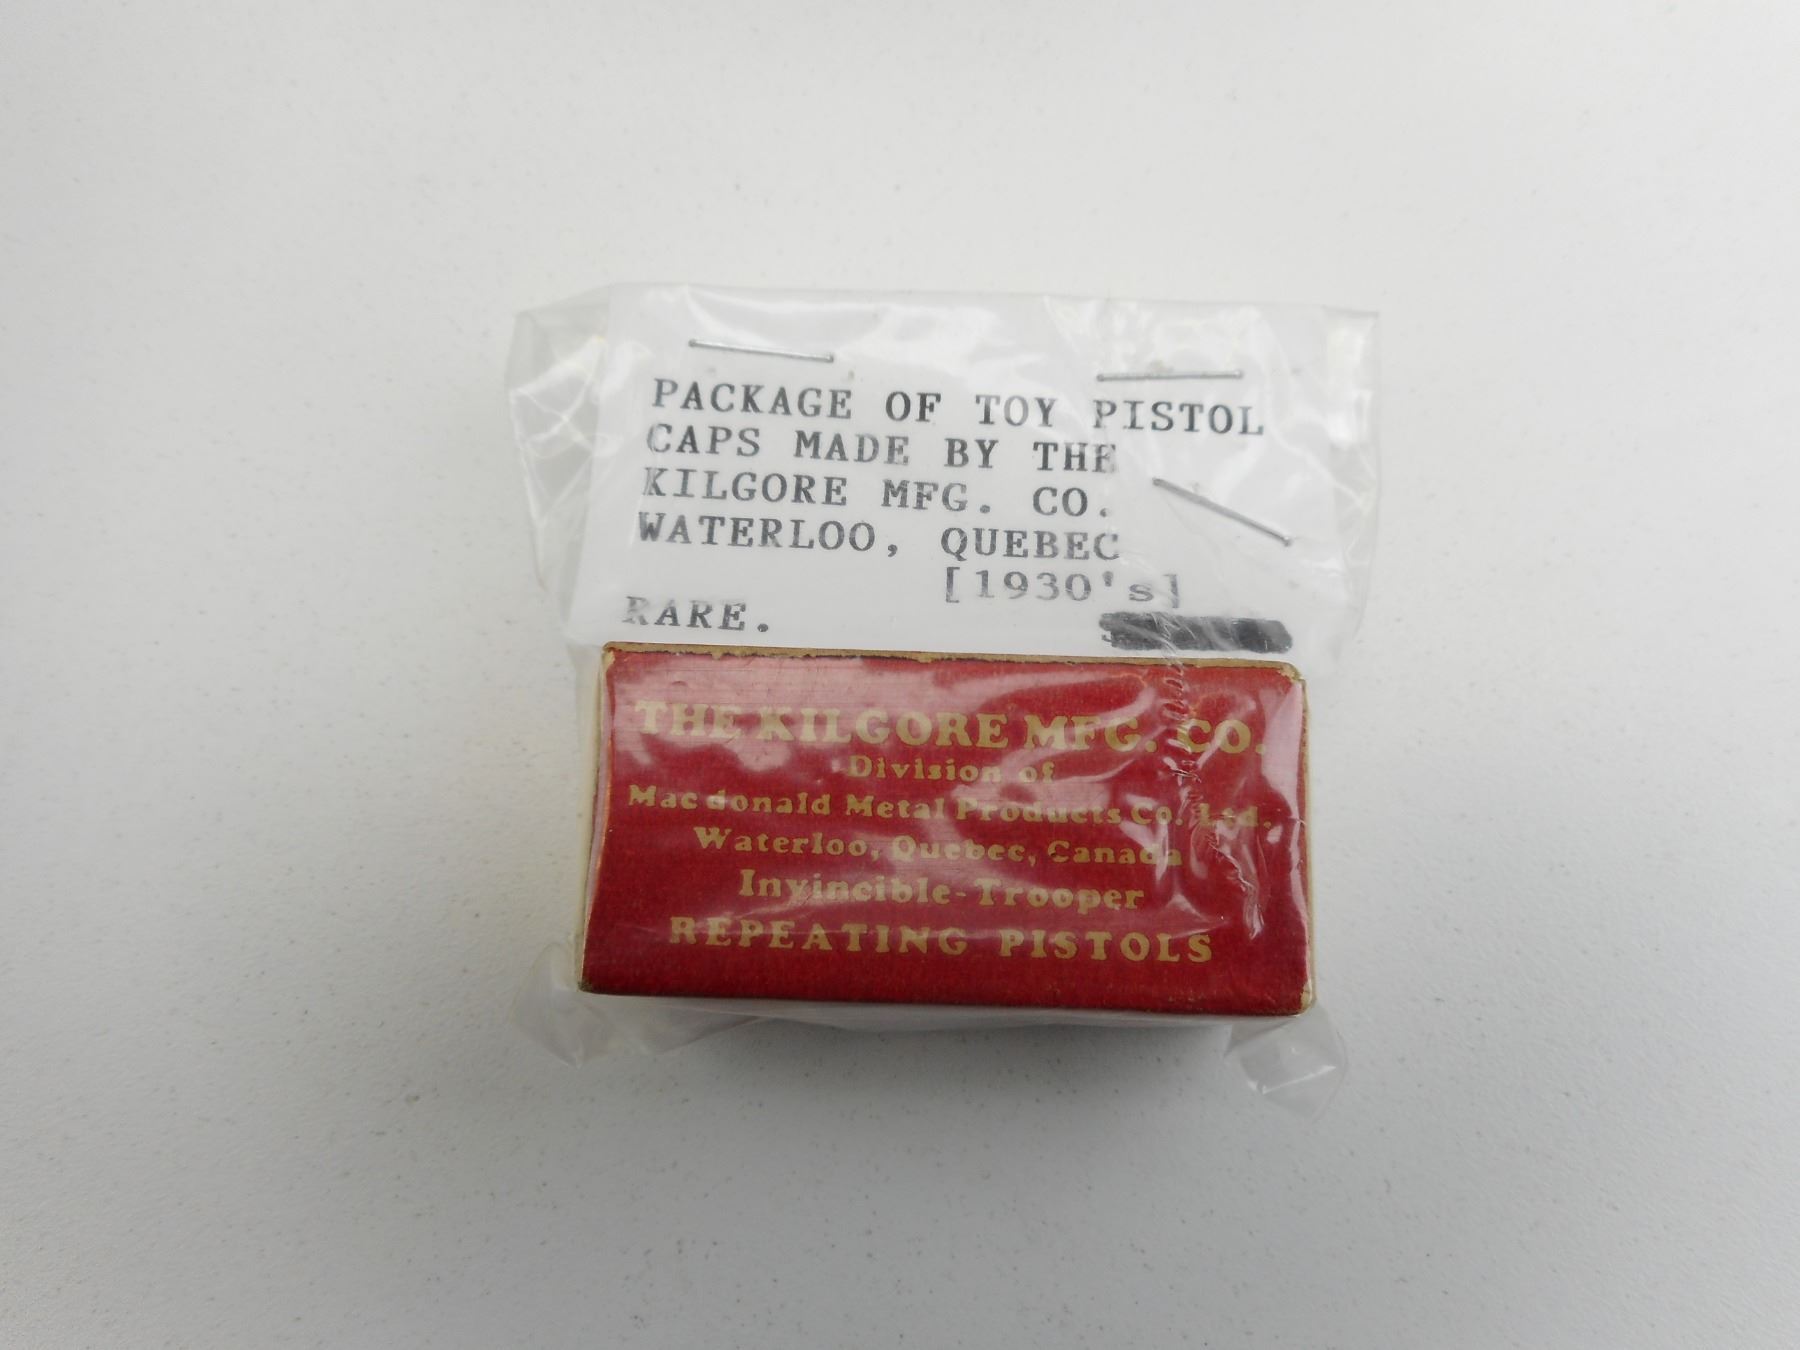 PACKAGE OF TOY PISTOL
CAPS MADE BY THE
KILGORE MFG. CO.
WATERLOO, QUEBEC
[1930's]
RARE.
THE KILGORE MFG. CO.
Division of
Macdonald Metal Products Co. Ltd.
Waterloo, Quebec, Canada
Invincible-Trooper
REPEATING PISTOLS